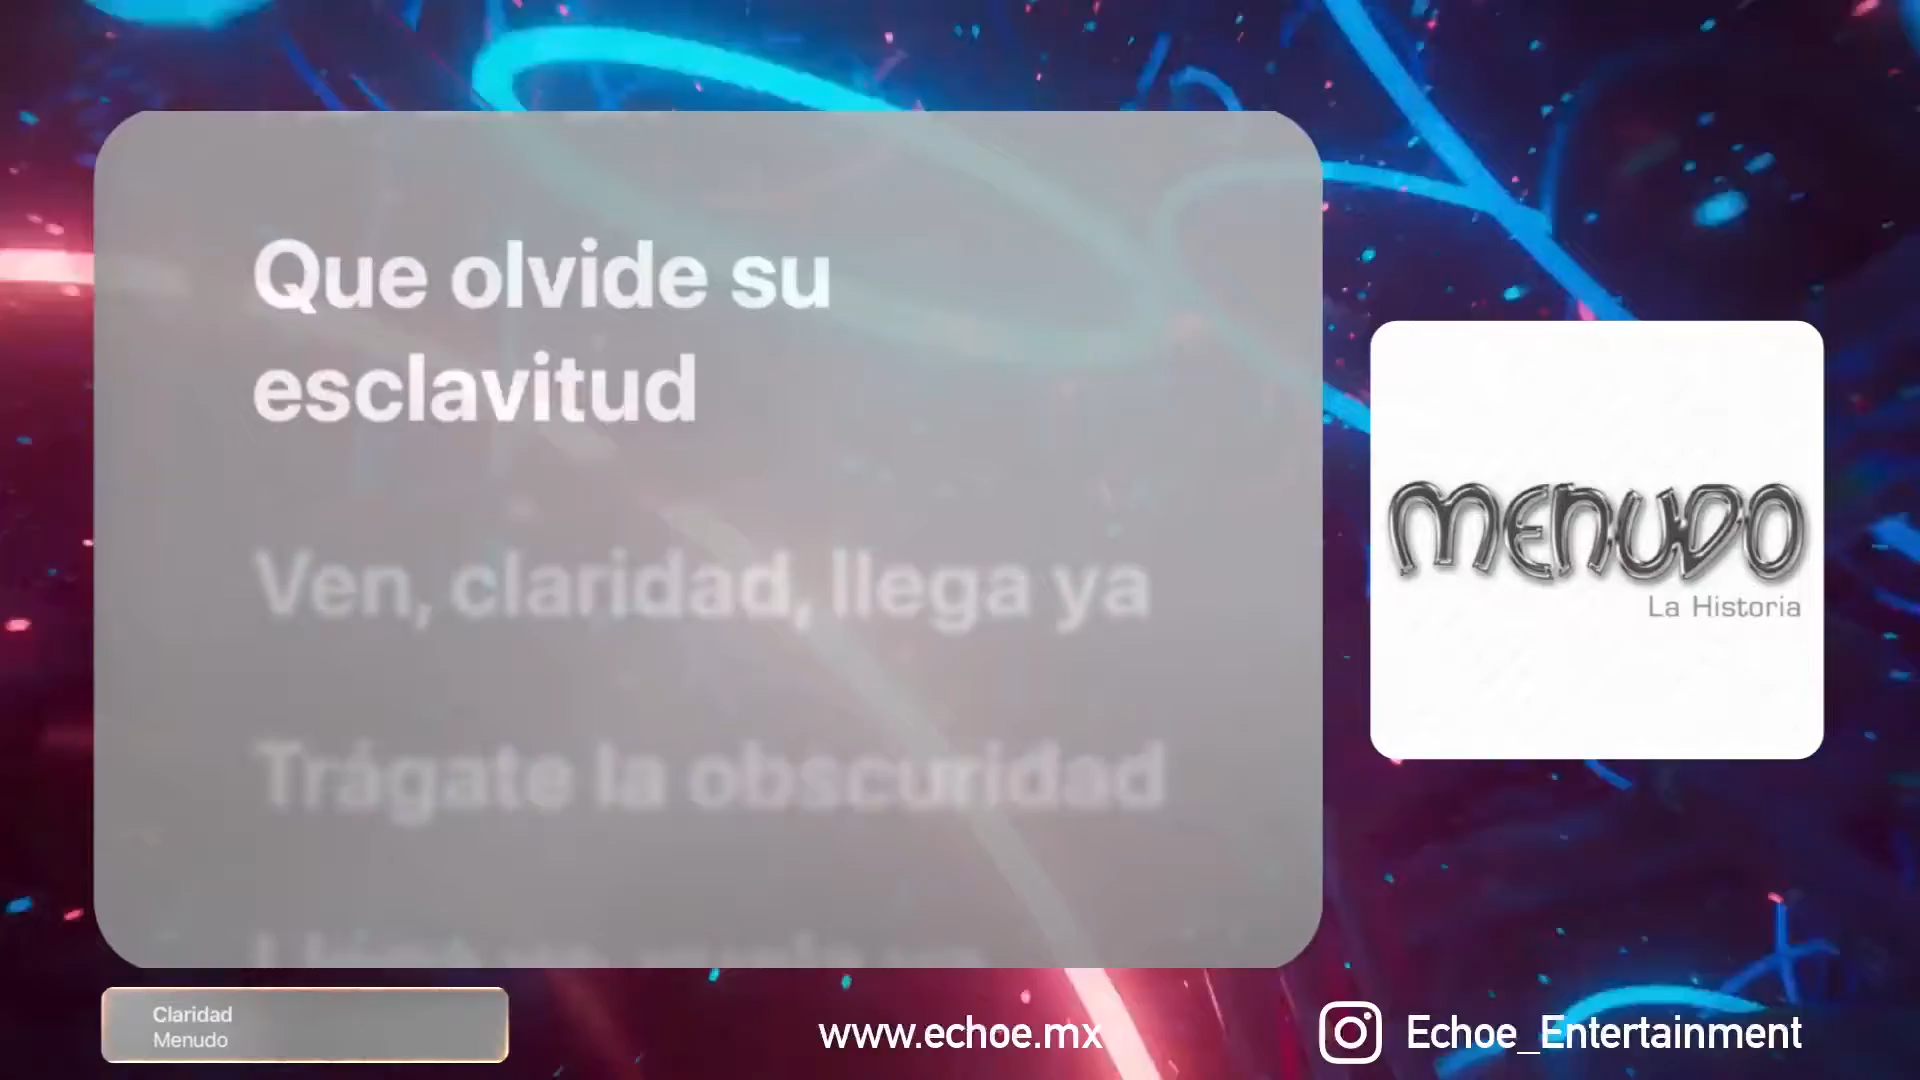 Que olvide su
esclavitud
Ven, claridad, llega ya
Trágate la obscuridad
MENUDO
La Historia
Claridad
Menudo
www.echoe.mx
Echoe_Entertainment